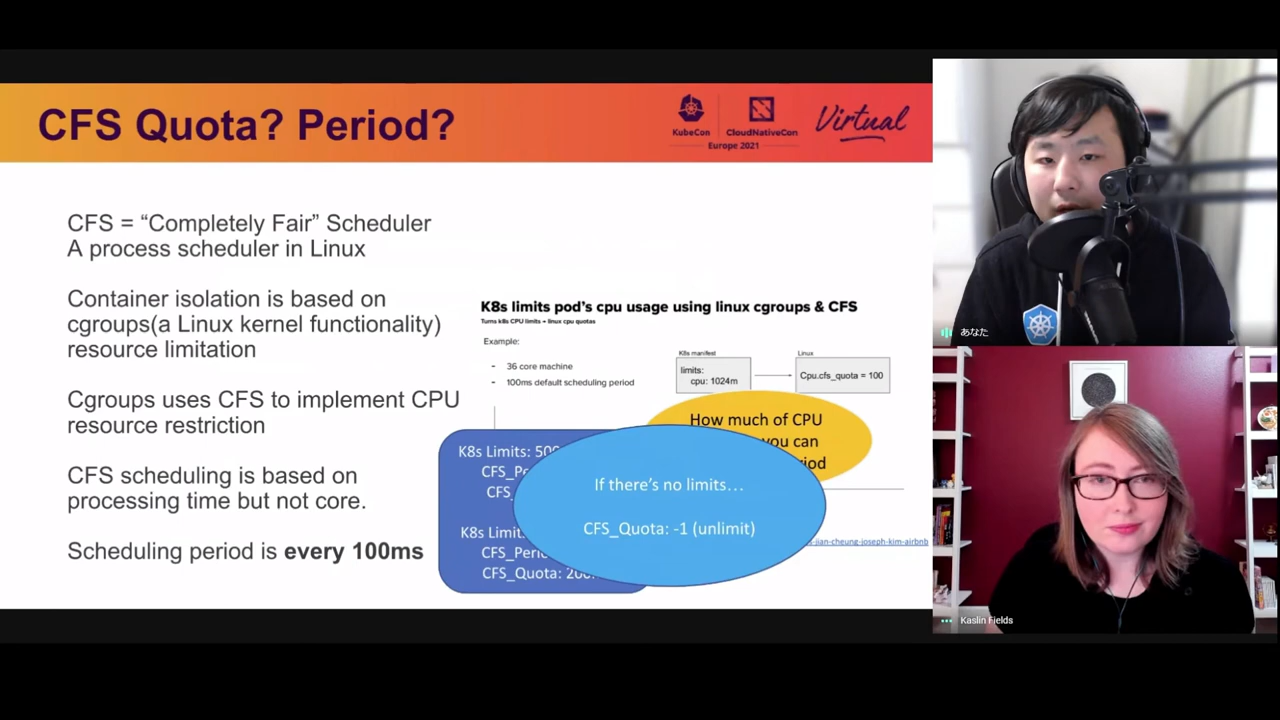 CFS Quota? Period?
KubeCon
CloudNativeCon
Europe 2021
Virtual
CFS = “Completely Fair” Scheduler
A process scheduler in Linux
Container isolation is based on
cgroups(a Linux kernel functionality)
resource limitation
Cgroups uses CFS to implement CPU
resource restriction
CFS scheduling is based on
processing time but not core.
Scheduling period is every 100ms
K8s limits pod’s cpu usage using linux cgroups & CFS
Turns k8s CPU limits → linux cpu quotas
Example:
- 36 core machine
- 100ms default scheduling period
K8s manifest
limits:
cpu: 1024m
Linux
Cpu.cfs_quota = 100
How much of CPU
you can
K8s Limits:
If there’s no limits…
CFS_Quota: -1 (unlimit)
K8s
CFS_Quota:
-jian-cheung-joseph-kim-airbnb
あなた
Kaslin Fields